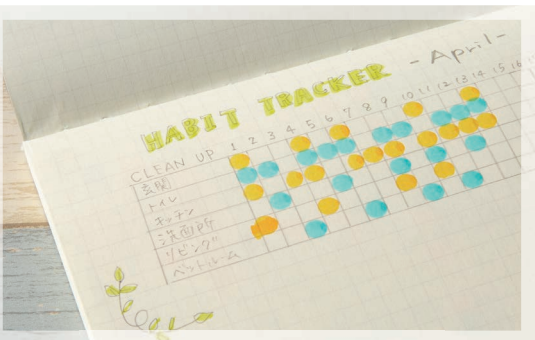 HABIT TRACKER - April -
CLEAN UP 1 2 3 4 5 6 7 8 9 10 11 12 13 14 15 16
玄関
トイレ
キッチン
洗面所
リビング
ベットルーム